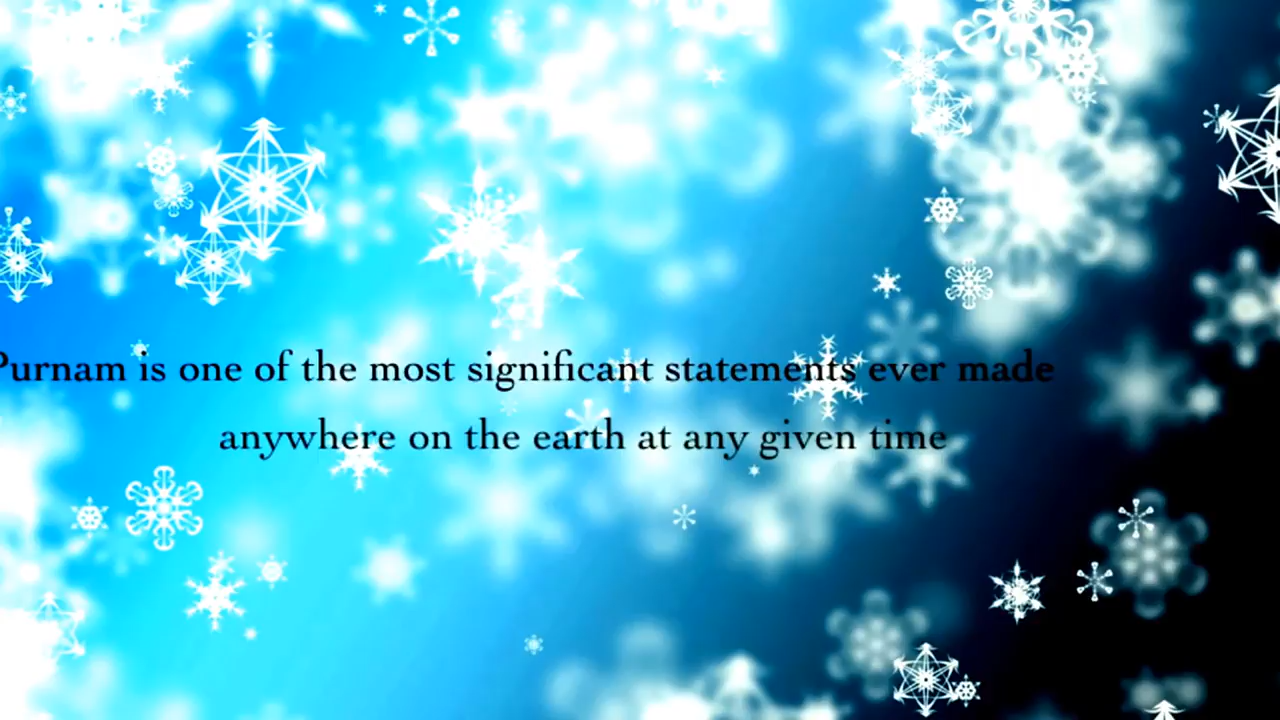 Purnam is one of the most significant statements ever made
anywhere on the earth at any given time